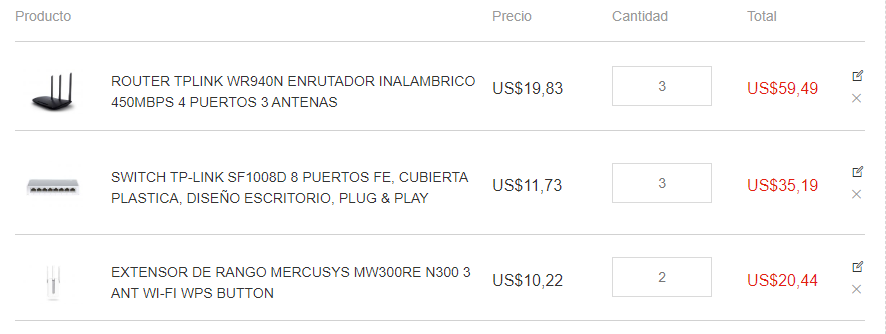 Producto Precio Cantidad Total
ROUTER TPLINK WR940N ENRUTADOR INALAMBRICO
450MBPS 4 PUERTOS 3 ANTENAS
US$19,83 3 US$59,49
SWITCH TP-LINK SF1008D 8 PUERTOS FE, CUBIERTA
PLASTICA, DISEÑO ESCRITORIO, PLUG & PLAY
US$11,73 3 US$35,19
EXTENSOR DE RANGO MERCUSYS MW300RE N300 3
ANT WI-FI WPS BUTTON
US$10,22 2 US$20,44